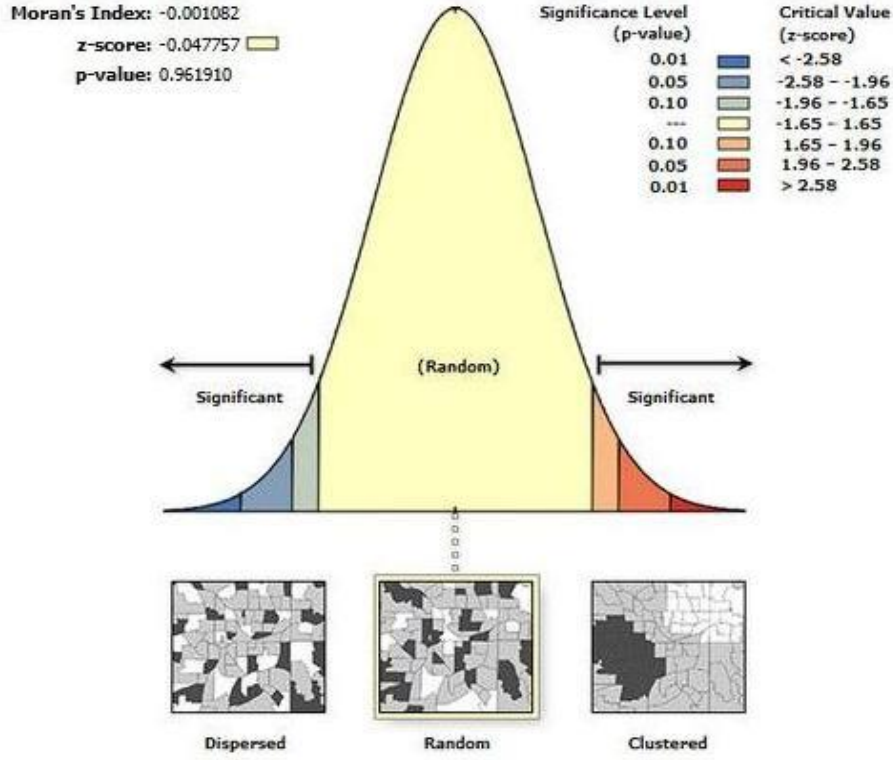 Moran's Index: -0.001082
z-score: -0.047757
p-value: 0.961910
Significance Level
(p-value)
0.01
0.05
0.10
---
0.10
0.05
0.01
Critical Value
(z-score)
< -2.58
-2.58 - -1.96
-1.96 - -1.65
-1.65 - 1.65
1.65 - 1.96
1.96 - 2.58
> 2.58
(Random)
Significant
Significant
Dispersed
Random
Clustered